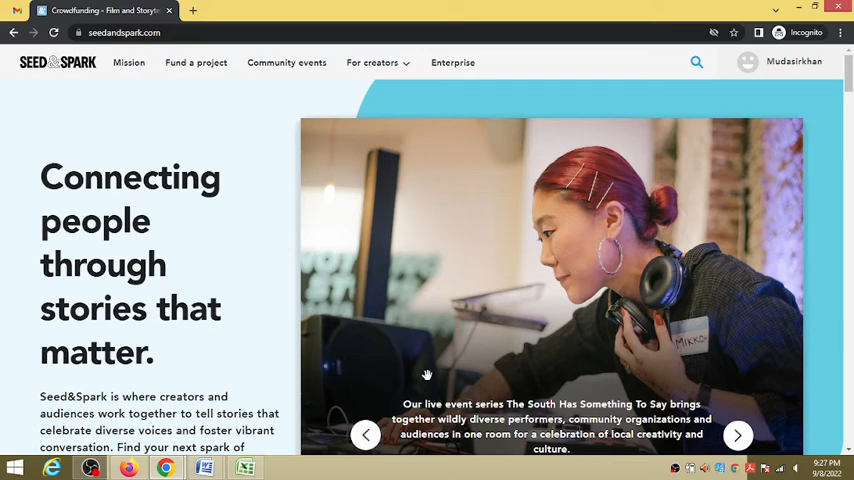 Crowdfunding - Film and Storyte
seedandspark.com
Incognito
SEED&SPARK
Mission
Fund a project
Community events
For creators
Enterprise
Mudasirkhan
Connecting
people
through
stories that
matter.
Seed&Spark is where creators and
audiences work together to tell stories that
celebrate diverse voices and foster vibrant
conversation. Find your next spark of
MIKKO
Our live event series The South Has Something To Say brings
together wildly diverse performers, community organizations and
audiences in one room for a celebration of local creativity and
culture.
9:27 PM
9/8/2022